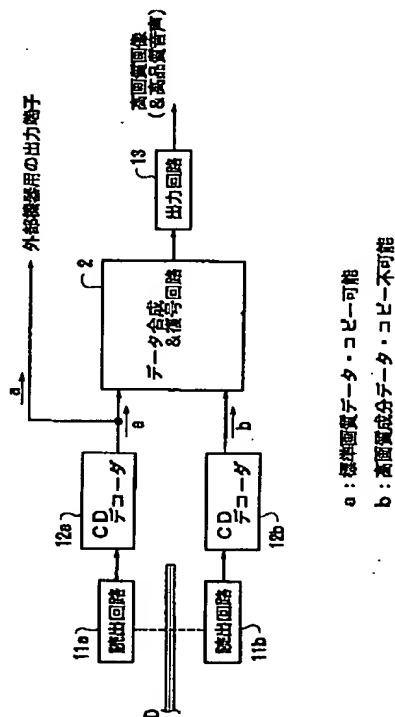 外部機器用の出力端子
a
高画質画像
(&高品質音声)
13
出力回路
2
データ合成
&復号回路
a
b
12a
CD
デコーダ
12b
CD
デコーダ
11a
読出回路
11b
読出回路
D
a:標準画質データ・コピー可能
b:高画質成分データ・コピー不可能